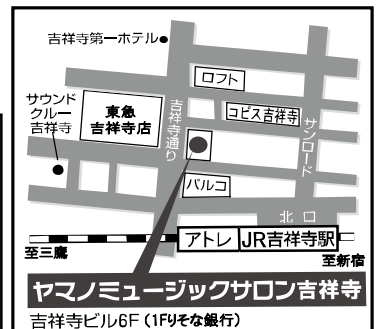 吉祥寺第一ホテル
ロフト
サウンド
クルー
吉祥寺
東急
吉祥寺店
吉祥寺通り
コピス吉祥寺
サンロード
パルコ
北口
アトレ
JR吉祥寺駅
至三鷹
至新宿
ヤマノミュージックサロン吉祥寺
吉祥寺ビル6F (1Fりそな銀行)